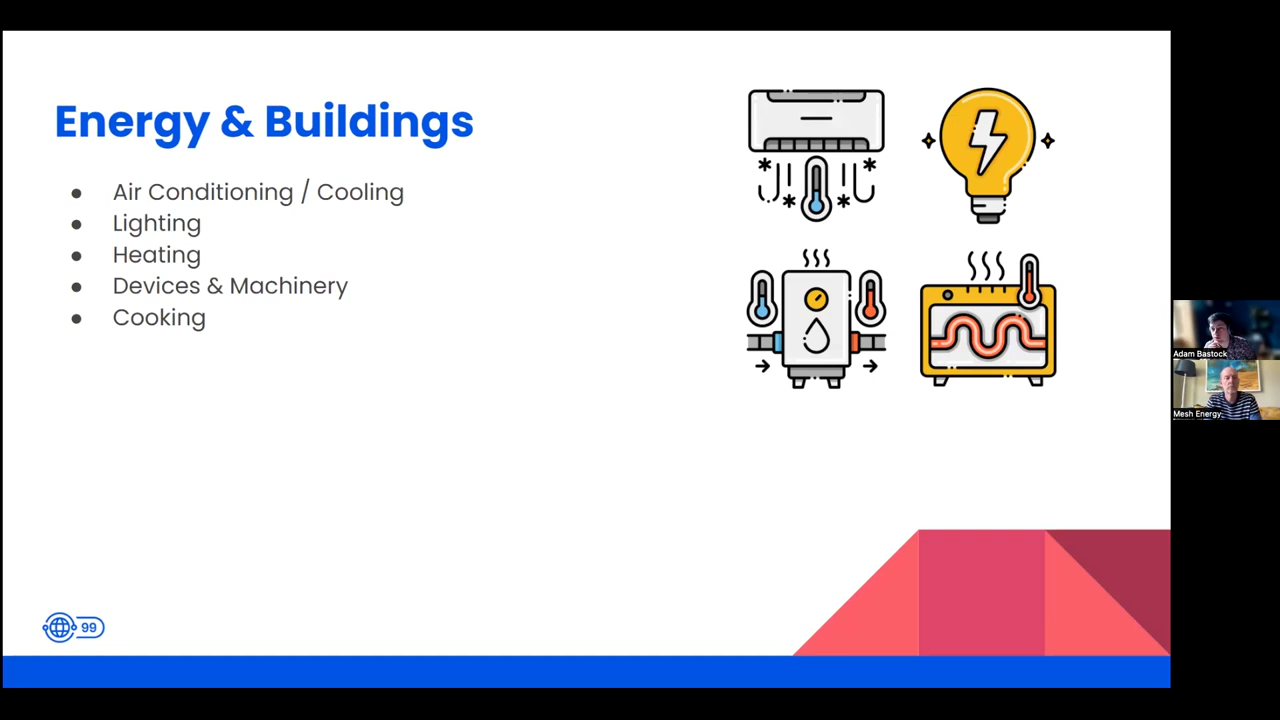 Energy & Buildings
● Air Conditioning / Cooling
● Lighting
● Heating
● Devices & Machinery
● Cooking
99
Adam Bastock
Mesh Energy